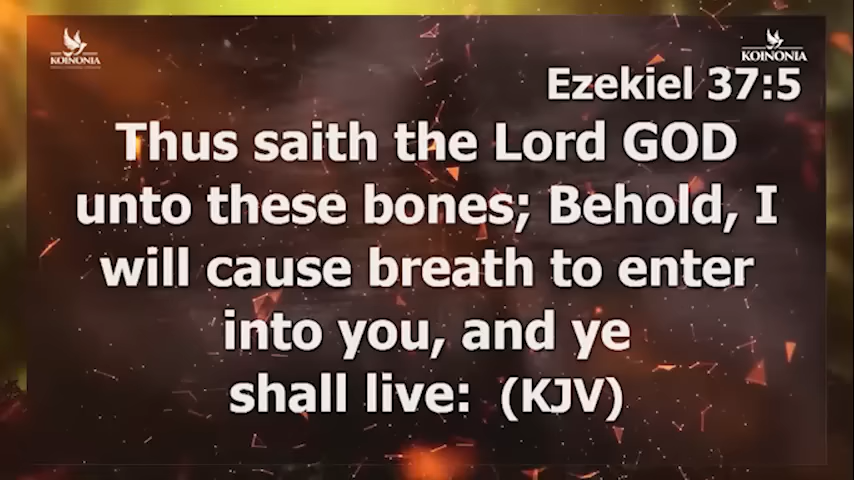 KOINONIA
KOINONIA
Ezekiel 37:5
Thus saith the Lord GOD
unto these bones; Behold, I
will cause breath to enter
into you, and ye
shall live: (KJV)